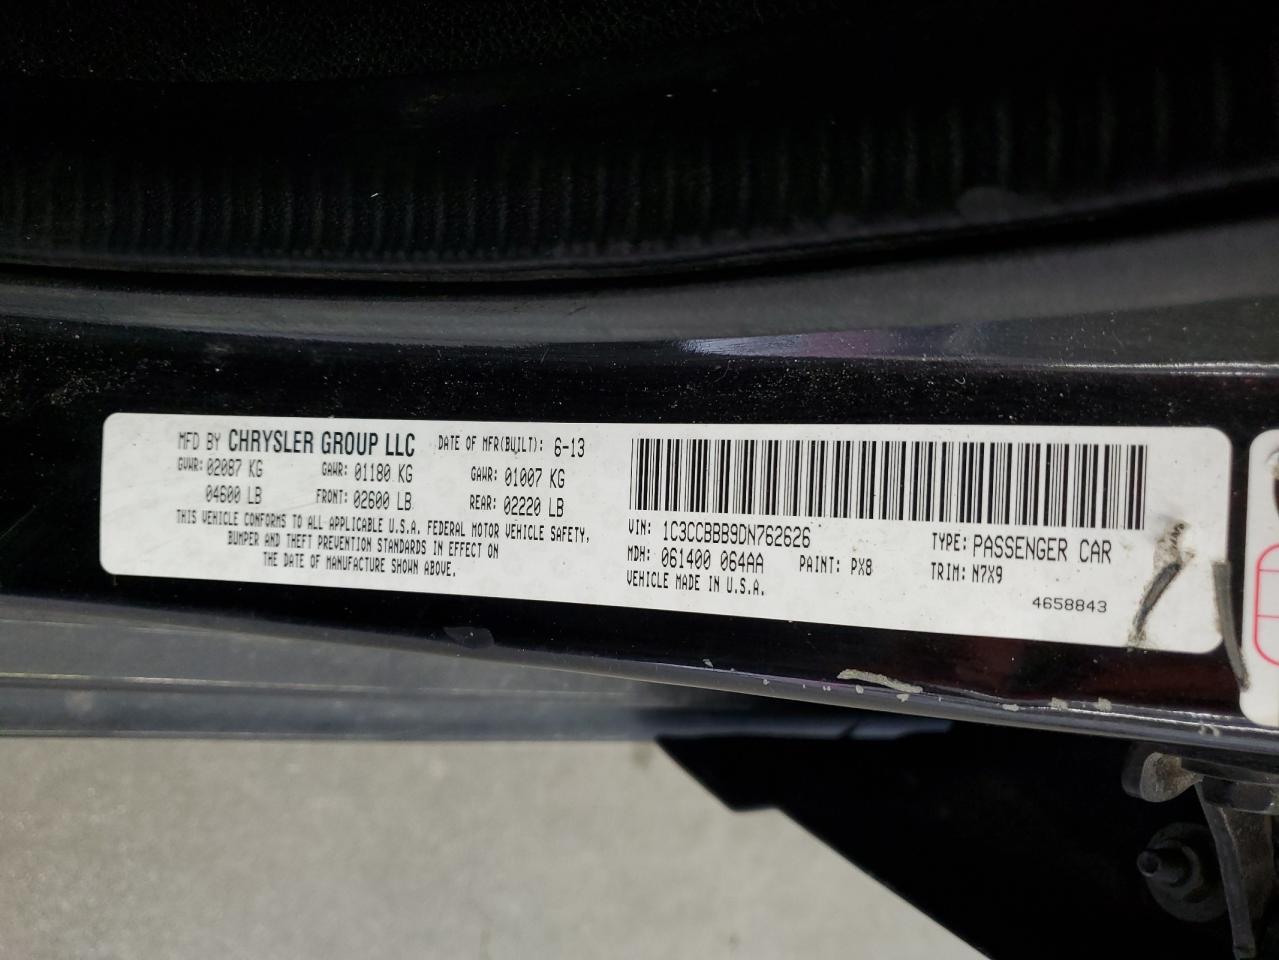 MFD BY CHRYSLER GROUP LLC DATE OF MFR(BUILT): 6-13
GVWR: 02087 KG GAWR: 01180 KG GAWR: 01007 KG
04600 LB FRONT: 02600 LB REAR: 02220 LB
THIS VEHICLE CONFORMS TO ALL APPLICABLE U.S.A. FEDERAL MOTOR VEHICLE SAFETY,
BUMPER AND THEFT PREVENTION STANDARDS IN EFFECT ON
THE DATE OF MANUFACTURE SHOWN ABOVE.
VIN: 1C3CCBBB9DN762626 TYPE: PASSENGER CAR
MDH: 061400 064AA PAINT: PX8 TRIM: N7X9
VEHICLE MADE IN U.S.A.
4658843